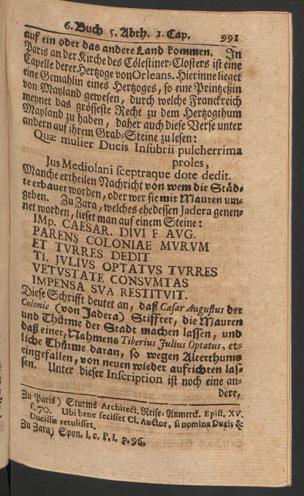 6. Buch 5. Abth. 1. Cap. 991
auf ein oder das andere Land kommen. In
Paris an der Kirche des Cölestiner-Closters ist eine
Capelle derer Hertzoge von Orleans. Hierinne lieget
eine Gemahlin eines Hertzoges, so eine Printzeßin
von Mayland gewesen, durch welche Franckreich
meynet das grösseste Recht zu dem Hertzogthum
Mayland zu haben, daher auch diese Verse unter
andern auf ihrem Grab-Steine zu lesen:
Quæ mulier Ducis Insubrii pulcherrima
proles,
Jus Mediolani sceptraque dote dedit.
Manche ertheilen Nachricht von wem die Städ-
te erbauet worden, oder wer sie mit Mauren um-
geben. Zu Zara, welches ehedessen Jadera genen-
net worden, lieset man auf einem Steine:
IMp. CAESAR. DIVI F. AVG.
PARENS COLONIAE MVRVM
ET TVRRES DEDIT
TI. JVLIVS OPTATVS TVRRES
VETVSTATE CONSVMTAS
IMPENSA SVA RESTITVIT.
Diese Schrifft deutet an, daß Cæsar Augustus der
Colonie (von Jadera) Stiffter, die Mauren
und Thürme der Stadt machen lassen, und
daß einer, Nahmens Tiberius Julius Optatus, et-
liche Thürme daran, so wegen Alterthums
eingefallen, von neuen wieder aufrichten las-
sen. Unter dieser Inscription ist noch eine an-
dere,
Zu Paris) Sturms Architect. Reise-Anmerck. Epist. XV.
f. 70. Ubi bene fecisset Cl. Auctor, si nomina Ducis &
Ducissæ retulisset.
Zu Zara) Spon. l. c. P. I. p. 96.